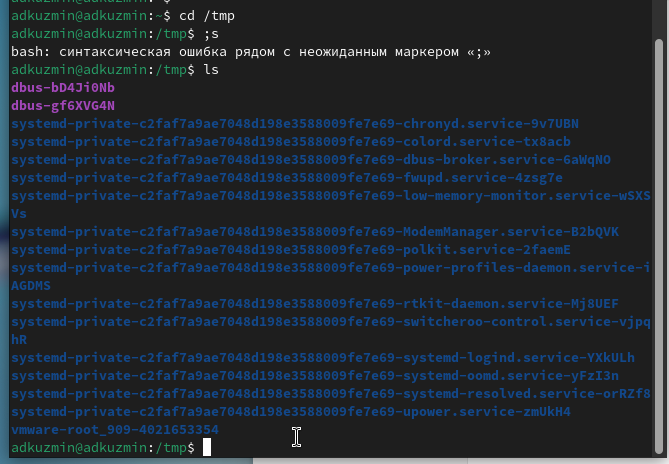 adkuzmin@adkuzmin:~$ cd /tmp
adkuzmin@adkuzmin:/tmp$ ;s
bash: синтаксическая ошибка рядом с неожиданным маркером «;»
adkuzmin@adkuzmin:/tmp$ ls
dbus-bD4Ji0Nb
dbus-gf6XVG4N
systemd-private-c2faf7a9ae7048d198e3588009fe7e69-chronyd.service-9v7UBN
systemd-private-c2faf7a9ae7048d198e3588009fe7e69-colord.service-tx8acb
systemd-private-c2faf7a9ae7048d198e3588009fe7e69-dbus-broker.service-6aWqNO
systemd-private-c2faf7a9ae7048d198e3588009fe7e69-fwupd.service-4zsg7e
systemd-private-c2faf7a9ae7048d198e3588009fe7e69-low-memory-monitor.service-wSXS
Vs
systemd-private-c2faf7a9ae7048d198e3588009fe7e69-ModemManager.service-B2bQVK
systemd-private-c2faf7a9ae7048d198e3588009fe7e69-polkit.service-2faemE
systemd-private-c2faf7a9ae7048d198e3588009fe7e69-power-profiles-daemon.service-i
AGDMS
systemd-private-c2faf7a9ae7048d198e3588009fe7e69-rtkit-daemon.service-Mj8UEF
systemd-private-c2faf7a9ae7048d198e3588009fe7e69-switcheroo-control.service-vjpq
hR
systemd-private-c2faf7a9ae7048d198e3588009fe7e69-systemd-logind.service-YXkULh
systemd-private-c2faf7a9ae7048d198e3588009fe7e69-systemd-oomd.service-yFzI3n
systemd-private-c2faf7a9ae7048d198e3588009fe7e69-systemd-resolved.service-orRZf8
systemd-private-c2faf7a9ae7048d198e3588009fe7e69-upower.service-zmUkH4
vmware-root_909-4021653354
adkuzmin@adkuzmin:/tmp$